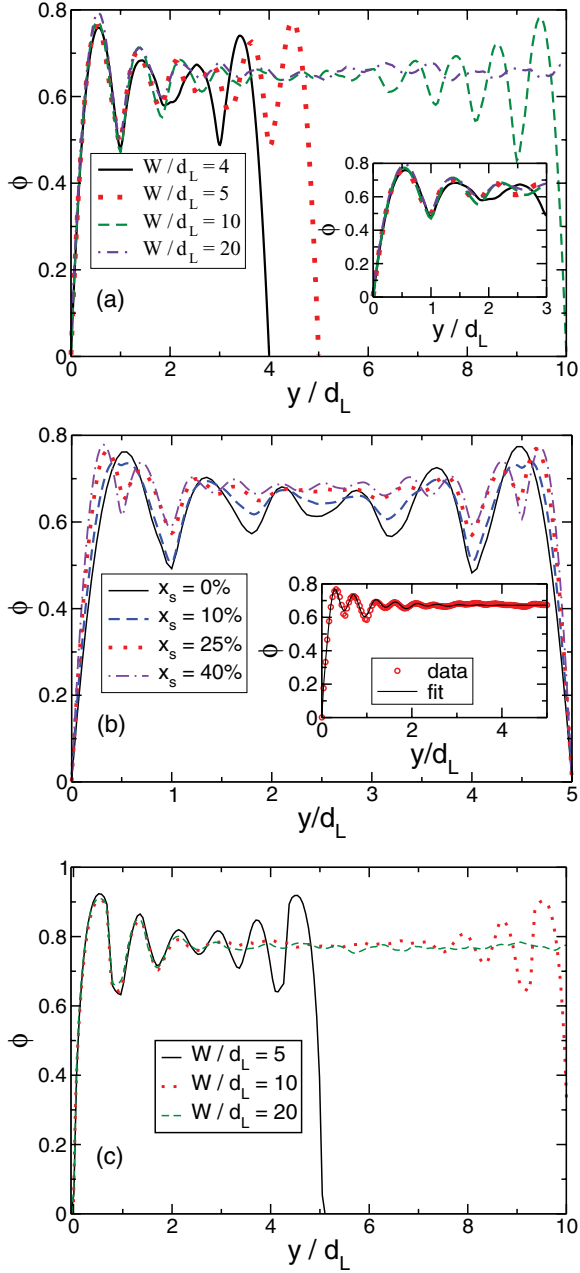 0.8
0.6
0.4
0.2
0
ϕ
W / d_L = 4
W / d_L = 5
W / d_L = 10
W / d_L = 20
(a)
0.8
0.6
0.4
0.2
0
ϕ
0 1 2 3
y / d_L
0 2 4 6 8 10
y / d_L
0.8
0.6
0.4
0.2
0
ϕ
x_s = 0%
x_s = 10%
x_s = 25%
x_s = 40%
(b)
0.8
0.6
0.4
0.2
0
ϕ
data
fit
0 2 4
y/d_L
0 1 2 3 4 5
y/d_L
1
0.8
0.6
0.4
0.2
0
ϕ
W / d_L = 5
W / d_L = 10
W / d_L = 20
(c)
0 2 4 6 8 10
y / d_L